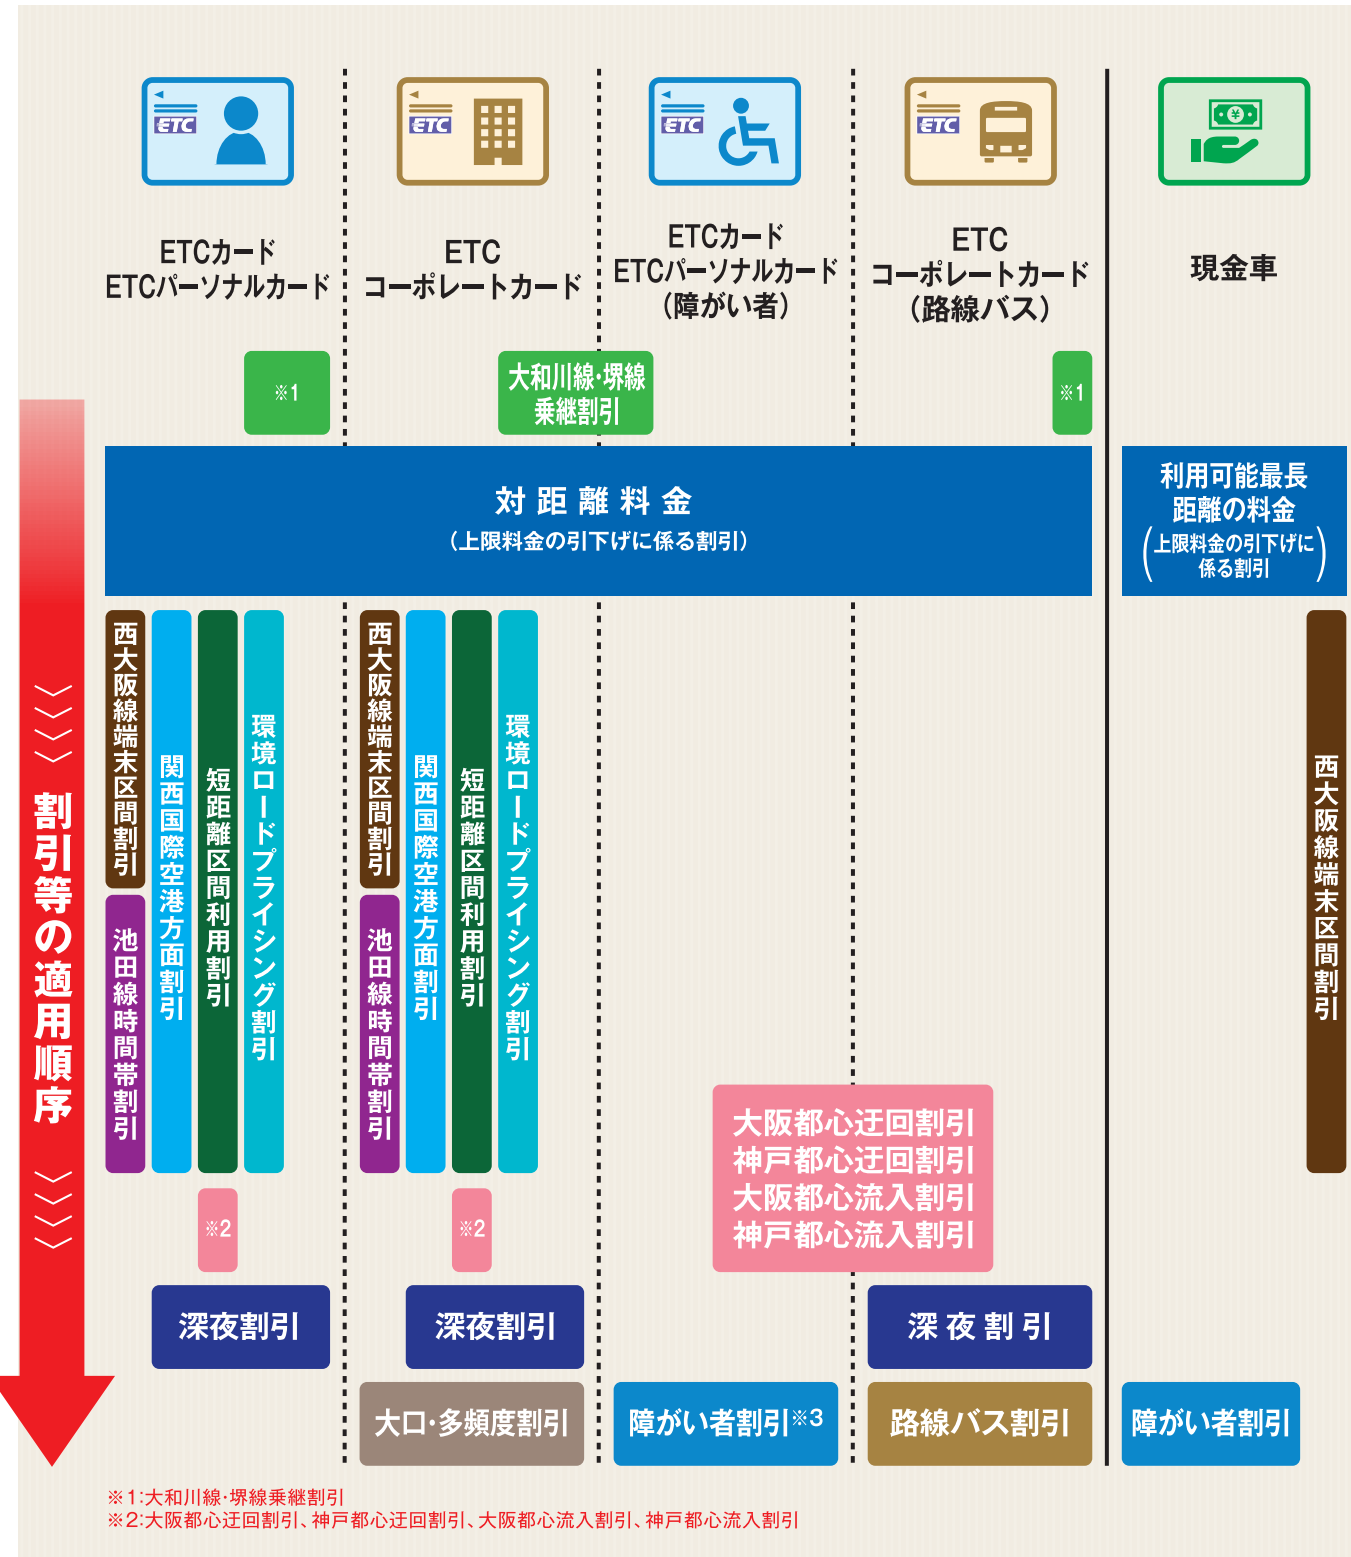 ETC
ETCカード
ETCパーソナルカード
ETC
ETC
コーポレートカード
ETC
ETCカード
ETCパーソナルカード
(障がい者)
ETC
ETC
コーポレートカード
(路線バス)
¥
現金車
※1
大和川線・堺線
乗継割引
※1
対距離料金
(上限料金の引下げに係る割引)
利用可能最長
距離の料金
(上限料金の引下げに
係る割引)
割引等の適用順序
西大阪線端末区間割引
池田線時間帯割引
関西国際空港方面割引
短距離区間利用割引
環境ロードプライシング割引
西大阪線端末区間割引
池田線時間帯割引
関西国際空港方面割引
短距離区間利用割引
環境ロードプライシング割引
西大阪線端末区間割引
※2
※2
大阪都心迂回割引
神戸都心迂回割引
大阪都心流入割引
神戸都心流入割引
深夜割引
深夜割引
深夜割引
大口・多頻度割引
障がい者割引※3
路線バス割引
障がい者割引
※1:大和川線・堺線乗継割引
※2:大阪都心迂回割引、神戸都心迂回割引、大阪都心流入割引、神戸都心流入割引